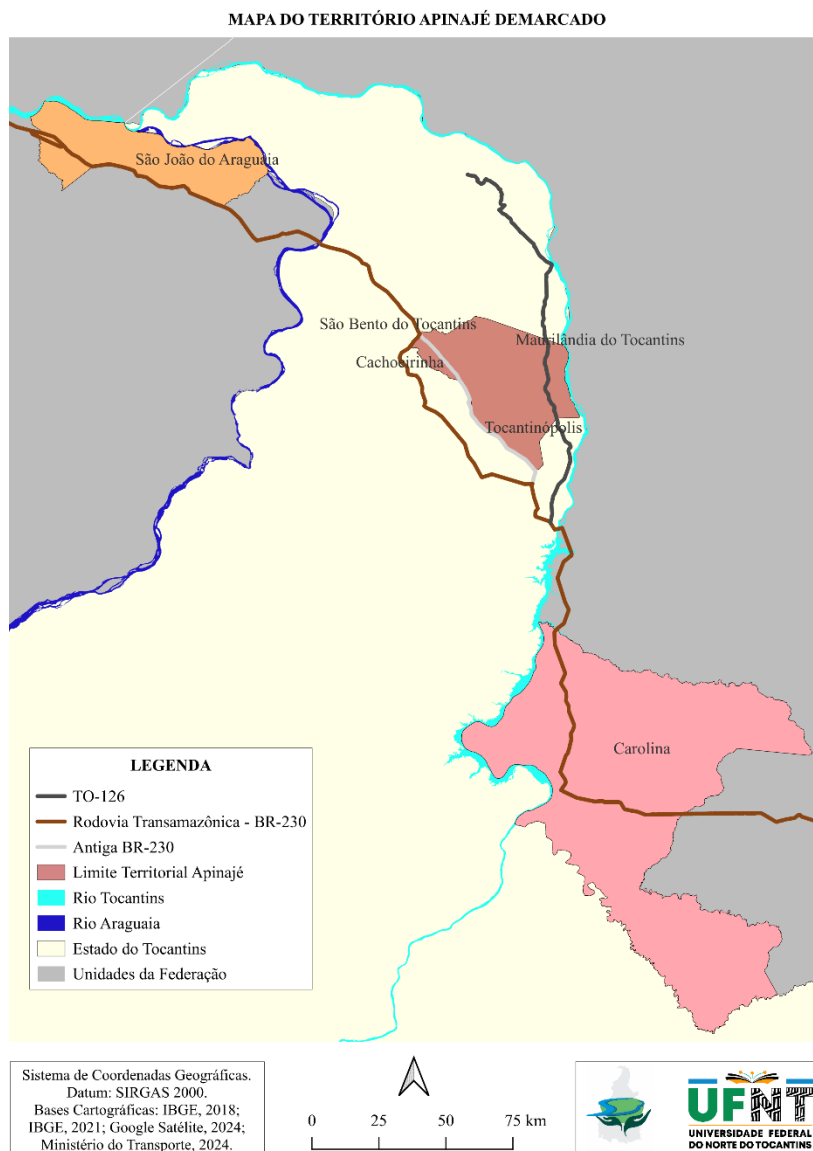 MAPA DO TERRITÓRIO APINAJÉ DEMARCADO
São João do Araguaia
São Bento do Tocantins
Maurilândia do Tocantins
Cachoeirinha
Tocantinópolis
Carolina
LEGENDA
TO-126
Rodovia Transamazônica - BR-230
Antiga BR-230
Limite Territorial Apinajé
Rio Tocantins
Rio Araguaia
Estado do Tocantins
Unidades da Federação
Sistema de Coordenadas Geográficas.
Datum: SIRGAS 2000.
Bases Cartográficas: IBGE, 2018;
IBGE, 2021; Google Satélite, 2024;
Ministério do Transporte, 2024.
0 25 50 75 km
UFNT
UNIVERSIDADE FEDERAL
DO NORTE DO TOCANTINS